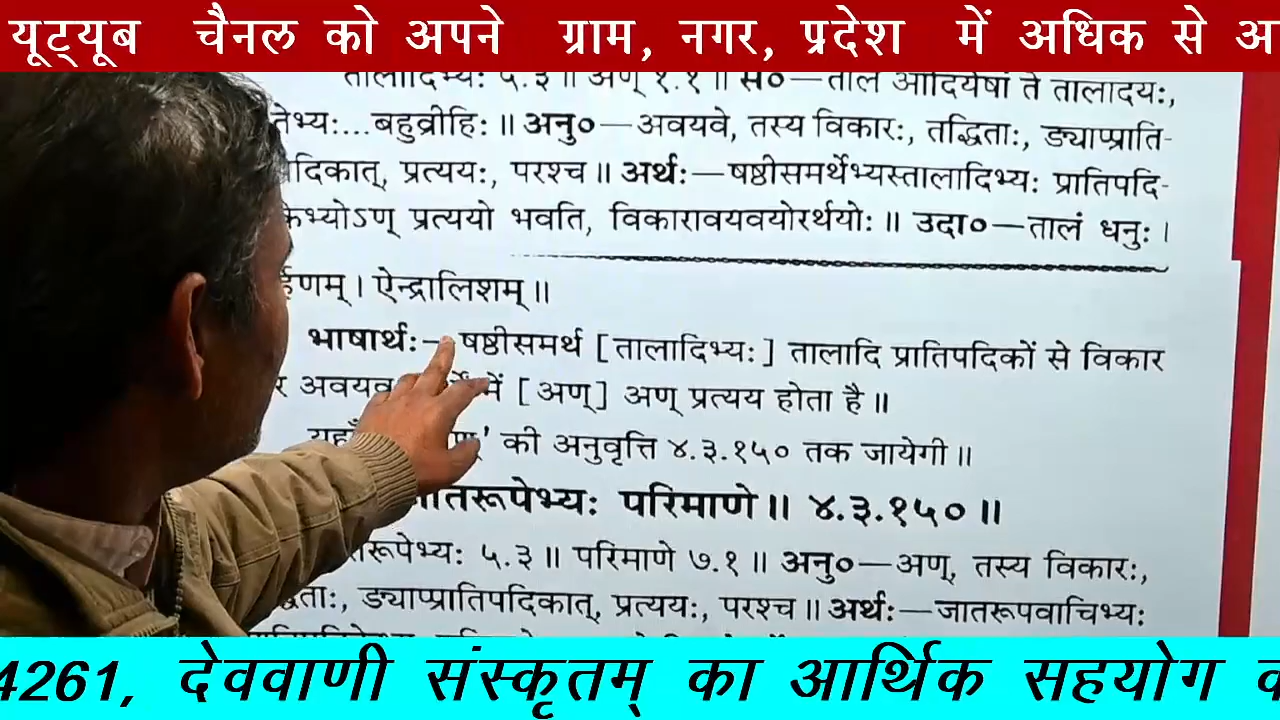 यूट्यूब चैनल को अपने ग्राम, नगर, प्रदेश में अधिक से
तालादिभ्यः ५.३॥ अण् १.१॥ स०—ताल आदिर्येषां ते तालादयः,
तेभ्यः...बहुव्रीहिः॥ अनु०—अवयवे, तस्य विकारः, तद्धिताः, ङ्याप्प्राति-
दिकात्, प्रत्ययः, परश्च॥ अर्थः—षष्ठीसमर्थेभ्यस्तालादिभ्यः प्रातिपदि-
केभ्योऽण् प्रत्ययो भवति, विकारावयवयोरर्थयोः॥ उदा०—तालं धनुः।
र्हणम्। ऐन्द्रालिशम्॥
भाषार्थः—षष्ठीसमर्थ [तालादिभ्यः] तालादि प्रातिपदिकों से विकार
र अवयव में [अण्] अण् प्रत्यय होता है॥
यहाँ ण्' की अनुवृत्ति ४.३.१५० तक जायेगी॥
जातरूपेभ्यः परिमाणे॥ ४.३.१५०॥
तरूपेभ्यः ५.३॥ परिमाणे ७.१॥ अनु०—अण्, तस्य विकारः,
द्धिताः, ङ्याप्प्रातिपदिकात्, प्रत्ययः, परश्च॥ अर्थः—जातरूपवाचिभ्यः
4261, देववाणी संस्कृतम् का आर्थिक सहयोग